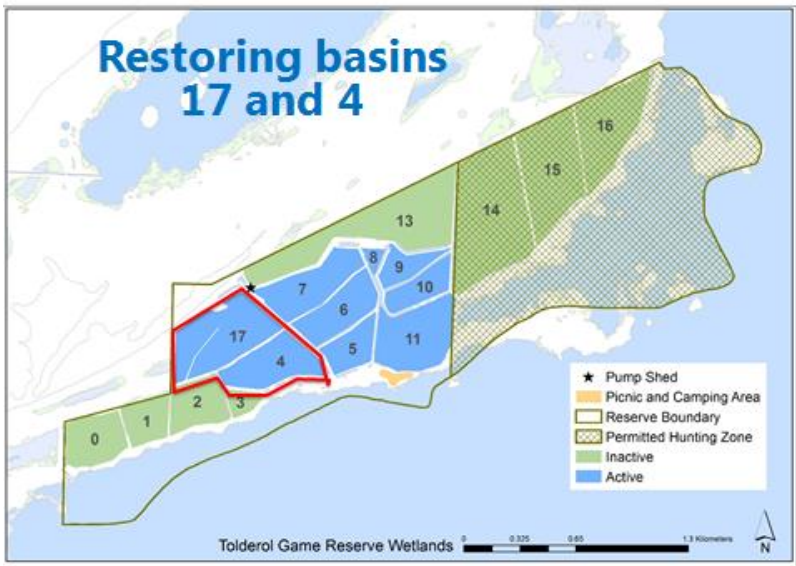 Restoring basins
17 and 4
16
15
14
13
8
9
7
10
6
17
11
5
4
2
3
1
0
Pump Shed
Picnic and Camping Area
Reserve Boundary
Permitted Hunting Zone
Inactive
Active
Tolderol Game Reserve Wetlands
0 0.325 0.65 1.3 Kilometers
N